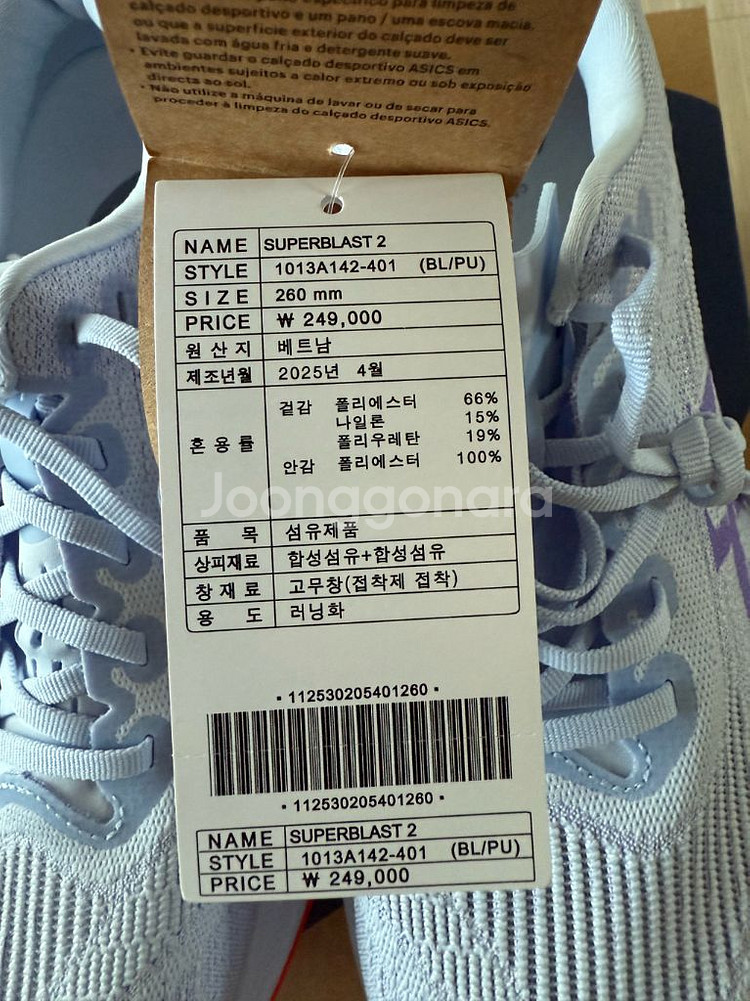 específico para limpeza de
calçado desportivo e um pano / uma escova macia.
ou que a superfície exterior do calçado deve ser
lavada com água fria e detergente suave.
• Evite guardar o calçado desportivo ASICS em
ambientes sujeitos a calor extremo ou sob exposição
directa ao sol.
• Não utilize a máquina de lavar ou de secar para
proceder à limpeza do calçado desportivo ASICS.
NAME SUPERBLAST 2
STYLE 1013A142-401 (BL/PU)
SIZE 260 mm
PRICE ₩ 249,000
원산지 베트남
제조년월 2025년 4월
혼용률 겉감 폴리에스터 66%
나일론 15%
폴리우레탄 19%
안감 폴리에스터 100%
Joonggonara
품 목 섬유제품
상피재료 합성섬유+합성섬유
창재료 고무창(접착제 접착)
용 도 러닝화
• 112530205401260 •
• 112530205401260 •
NAME SUPERBLAST 2
STYLE 1013A142-401 (BL/PU)
PRICE ₩ 249,000